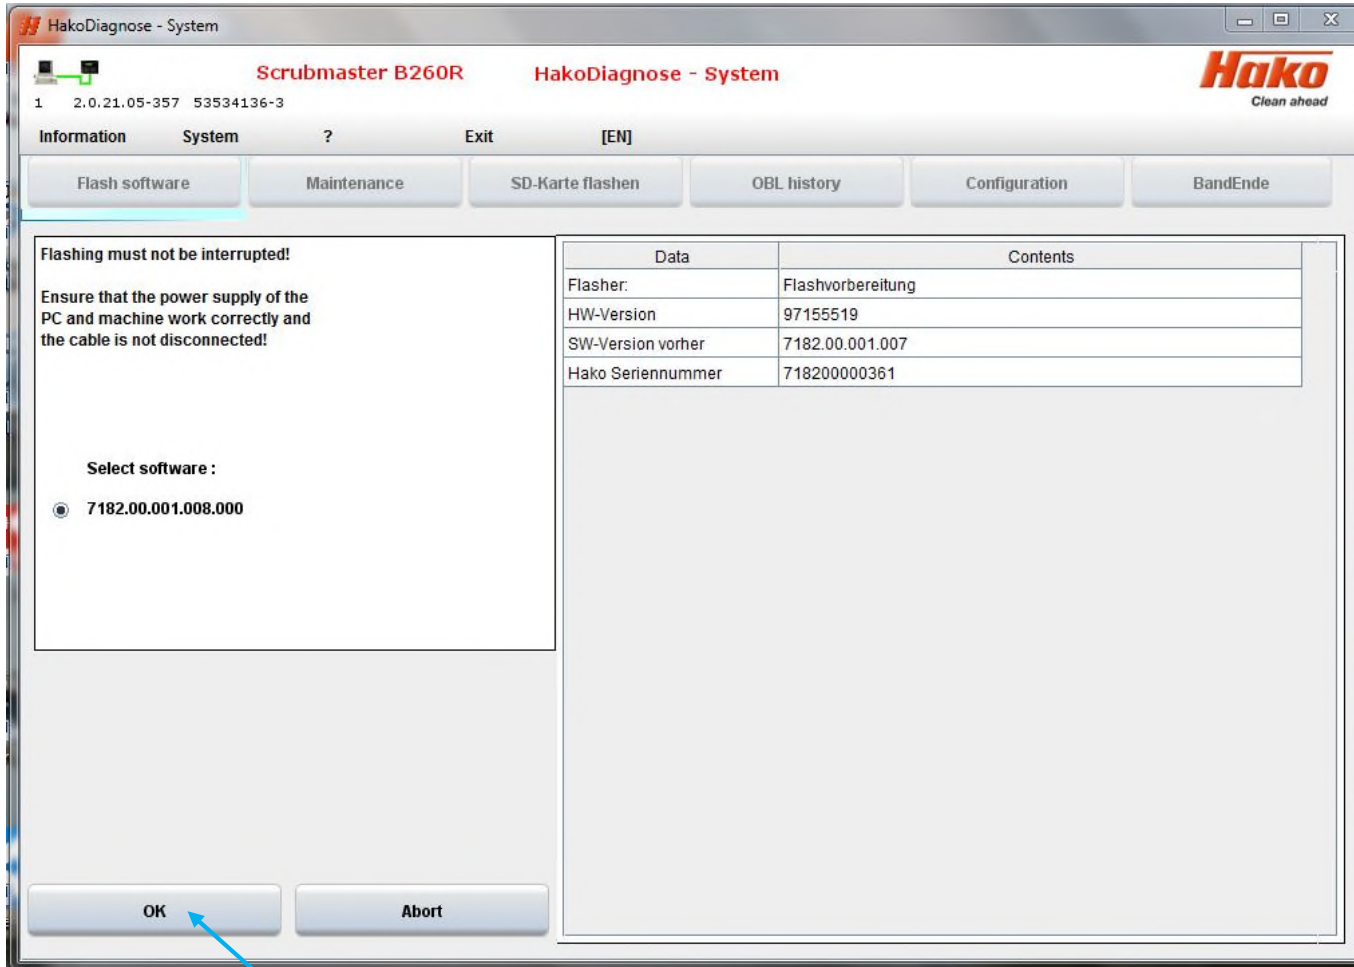 HakoDiagnose - System
Scrubmaster B260R HakoDiagnose - System
Hako
Clean ahead
1 2.0.21.05-357 53534136-3
Information System ? Exit [EN]
Flash software Maintenance SD-Karte flashen OBL history Configuration BandEnde
Flashing must not be interrupted!
Ensure that the power supply of the
PC and machine work correctly and
the cable is not disconnected!
Select software :
7182.00.001.008.000
Data Contents
Flasher: Flashvorbereitung
HW-Version 97155519
SW-Version vorher 7182.00.001.007
Hako Seriennummer 718200000361
OK Abort